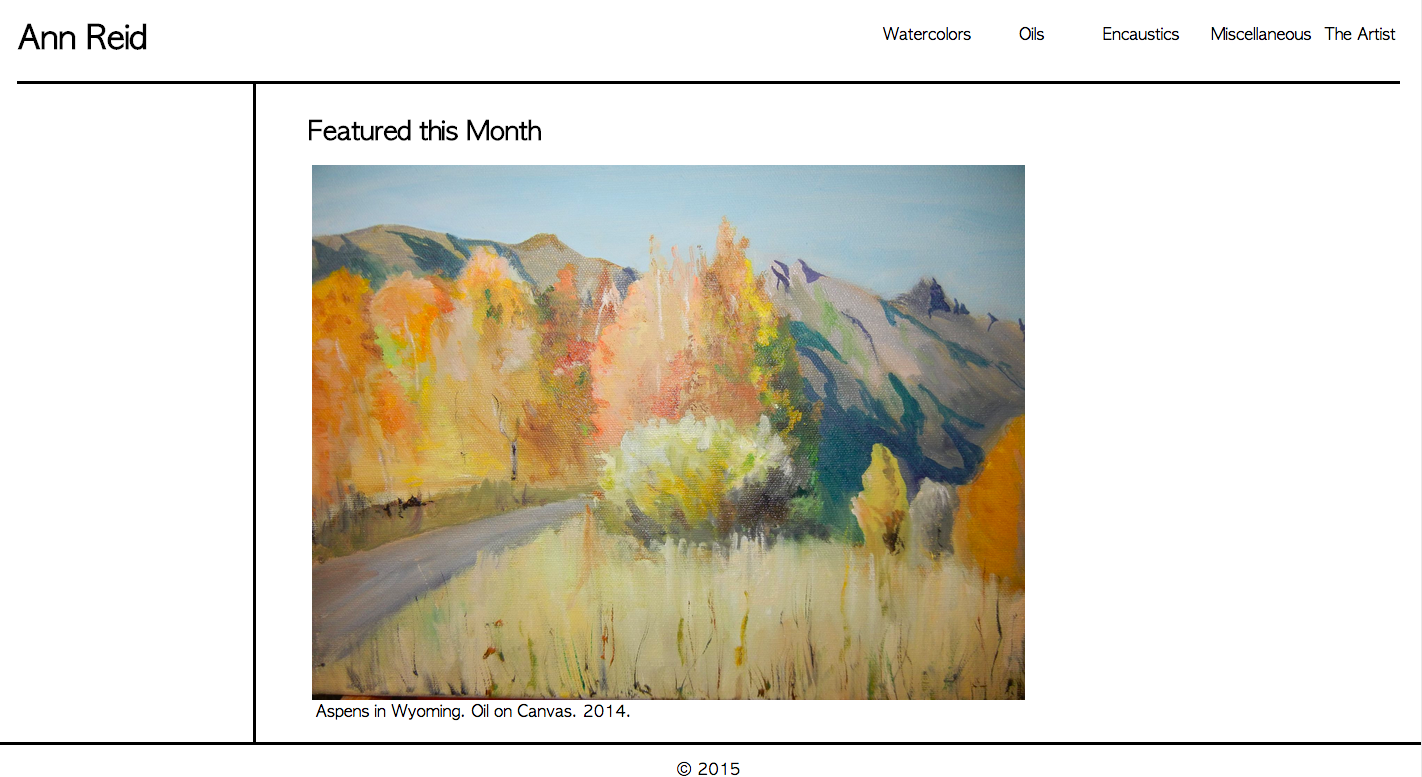 Ann Reid
Watercolors Oils Encaustics Miscellaneous The Artist
Featured this Month
Aspens in Wyoming. Oil on Canvas. 2014.
© 2015